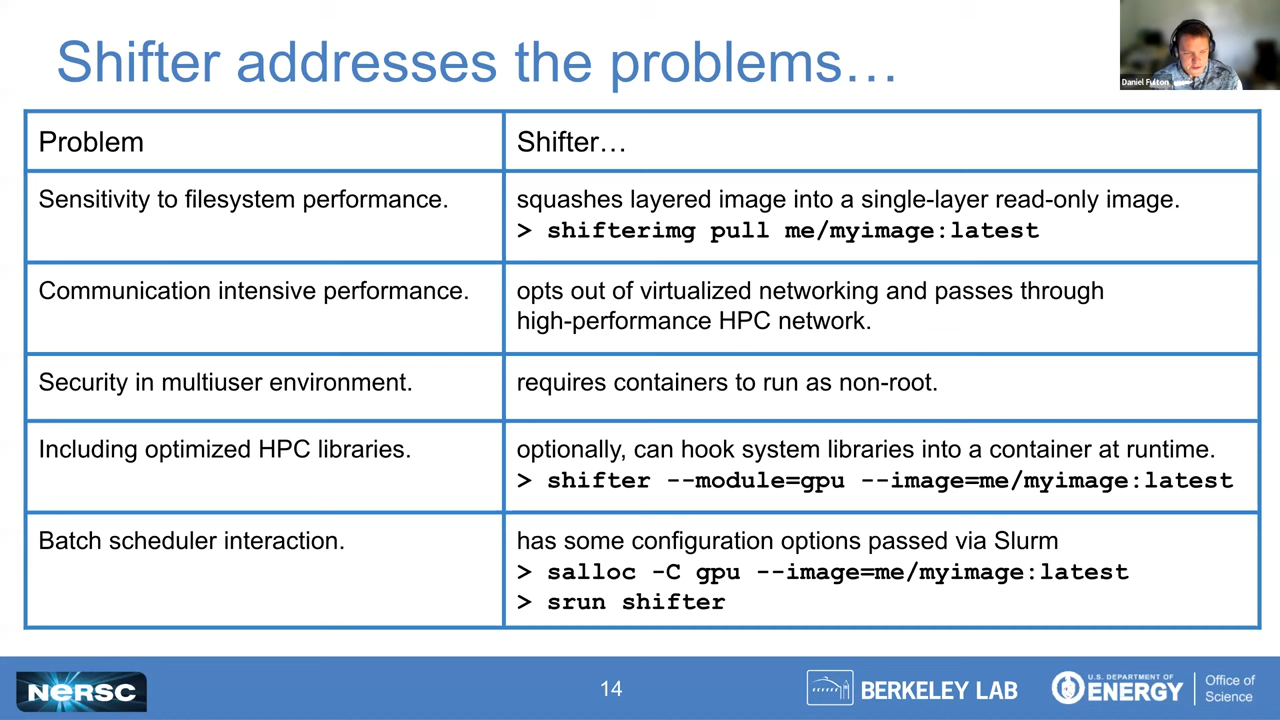 Shifter addresses the problems…
Daniel Fulton
Problem
Shifter…
Sensitivity to filesystem performance.
squashes layered image into a single-layer read-only image.
> shifterimg pull me/myimage:latest
Communication intensive performance.
opts out of virtualized networking and passes through
high-performance HPC network.
Security in multiuser environment.
requires containers to run as non-root.
Including optimized HPC libraries.
optionally, can hook system libraries into a container at runtime.
> shifter --module=gpu --image=me/myimage:latest
Batch scheduler interaction.
has some configuration options passed via Slurm
> salloc -C gpu --image=me/myimage:latest
> srun shifter
NERSC
14
BERKELEY LAB
U.S. DEPARTMENT OF
ENERGY
Office of
Science